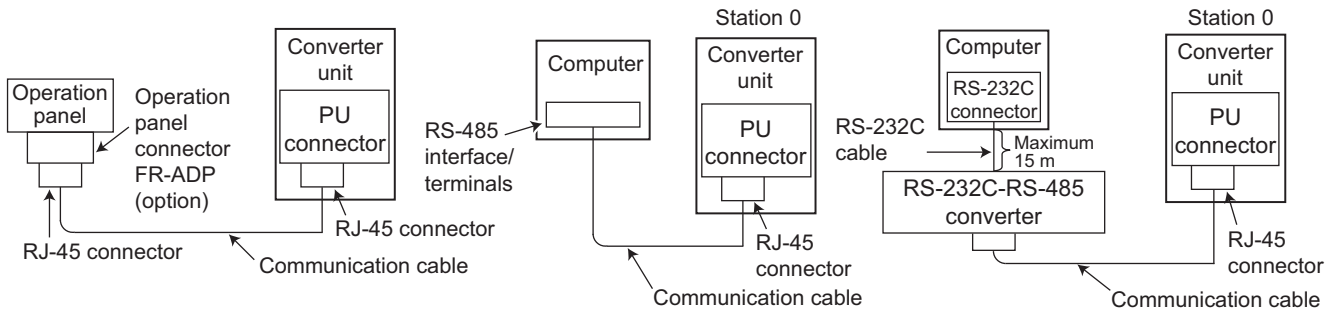 Operation
panel
Operation
panel
connector
FR-ADP
(option)
RJ-45 connector
Converter
unit
PU
connector
RJ-45 connector
Communication cable
Computer
RS-485
interface/
terminals
Station 0
Converter
unit
PU
connector
RJ-45
connector
Communication cable
Computer
RS-232C
connector
RS-232C
cable
Maximum
15 m
RS-232C-RS-485
converter
Station 0
Converter
unit
PU
connector
RJ-45
connector
Communication cable